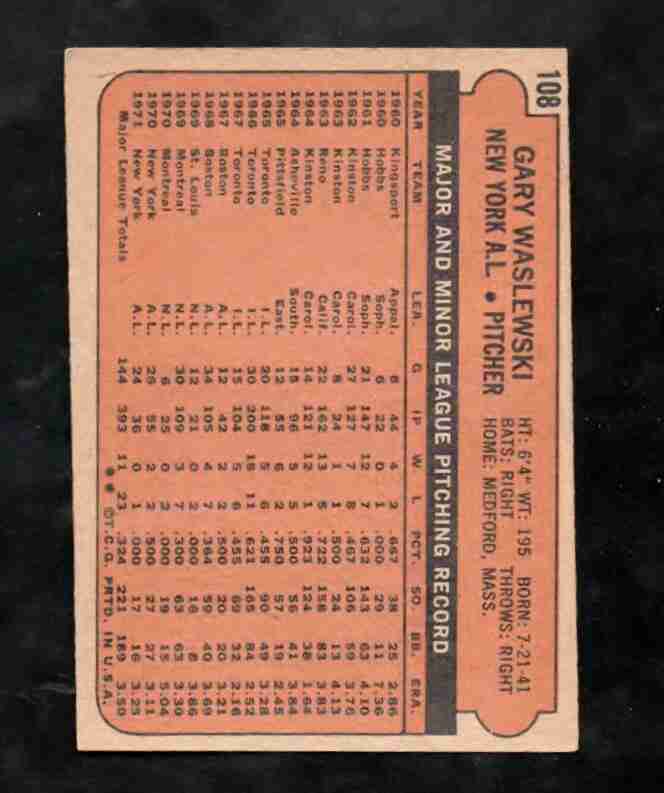 108
GARY WASLEWSKI
NEW YORK A.L. • PITCHER
HT: 6'4" WT: 195 BORN: 7-21-41
BATS: RIGHT THROWS: RIGHT
HOME: MEDFORD, MASS.
MAJOR AND MINOR LEAGUE PITCHING RECORD
YEAR TEAM LEA. G IP W L PCT. SO BB. ERA.
1960 Kingsport Appal. 8 44 4 2 .667 38 25 2.86
1960 Hobbs Soph. 6 22 0 1 .000 29 11 7.36
1961 Hobbs Soph. 21 147 12 7 .632 143 63 4.10
1962 Kinston Carol. 27 127 7 8 .467 106 59 3.76
1963 Kinston Carol. 8 24 1 1 .500 24 13 4.13
1963 Reno Calif. 22 162 13 5 .722 158 83 3.83
1964 Kinston Carol. 14 121 12 1 .923 124 38 1.64
1964 Asheville South. 15 96 5 5 .500 56 41 3.84
1965 Pittsfield East. 12 55 6 2 .750 57 19 2.45
1965 Toronto I.L. 20 118 5 6 .455 90 49 3.28
1966 Toronto I.L. 30 200 18 11 .621 165 84 2.52
1967 Toronto I.L. 15 104 5 6 .455 69 32 2.16
1967 Boston A.L. 12 42 2 2 .500 20 20 3.21
1968 Boston A.L. 34 105 4 7 .364 59 40 3.69
1969 St. Louis N.L. 12 21 0 2 .000 16 8 3.86
1969 Montreal N.L. 30 109 3 7 .300 63 63 3.30
1970 Montreal N.L. 6 25 0 2 .000 19 15 5.04
1970 New York A.L. 26 55 2 2 .500 27 27 3.11
1971 New York A.L. 24 36 0 1 .000 17 16 3.25
Major League Totals 144 393 11 23 .324 221 189 3.50
* * ©T.C.G. PRTD. IN U.S.A.